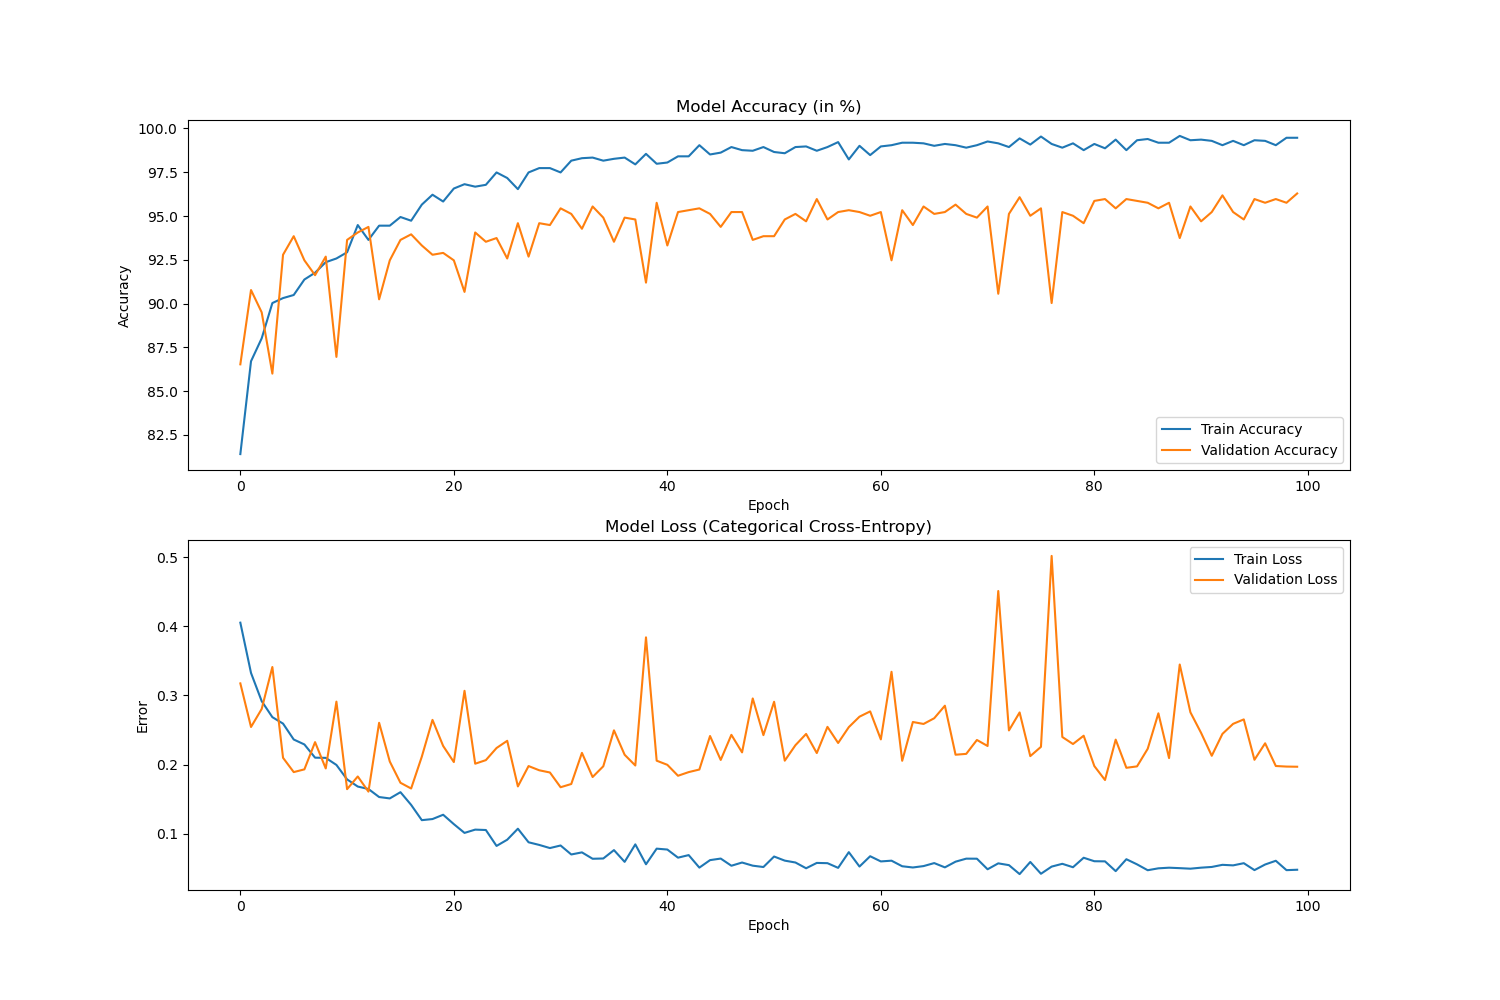 Model Accuracy (in %)
100.0
97.5
95.0
92.5
90.0
87.5
85.0
82.5
Accuracy
Train Accuracy
Validation Accuracy
0 20 40 60 80 100
Epoch
Model Loss (Categorical Cross-Entropy)
0.5
0.4
0.3
0.2
0.1
Error
Train Loss
Validation Loss
0 20 40 60 80 100
Epoch